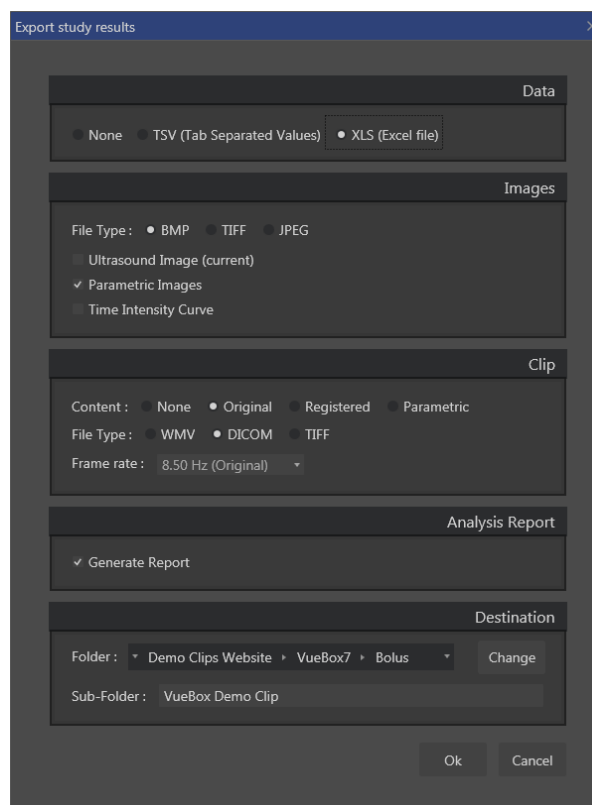 Export study results
Data
None TSV (Tab Separated Values) XLS (Excel file)
Images
File Type : BMP TIFF JPEG
Ultrasound Image (current)
Parametric Images
Time Intensity Curve
Clip
Content : None Original Registered Parametric
File Type : WMV DICOM TIFF
Frame rate : 8.50 Hz (Original)
Analysis Report
Generate Report
Destination
Folder : Demo Clips Website VueBox7 Bolus Change
Sub-Folder : VueBox Demo Clip
Ok Cancel